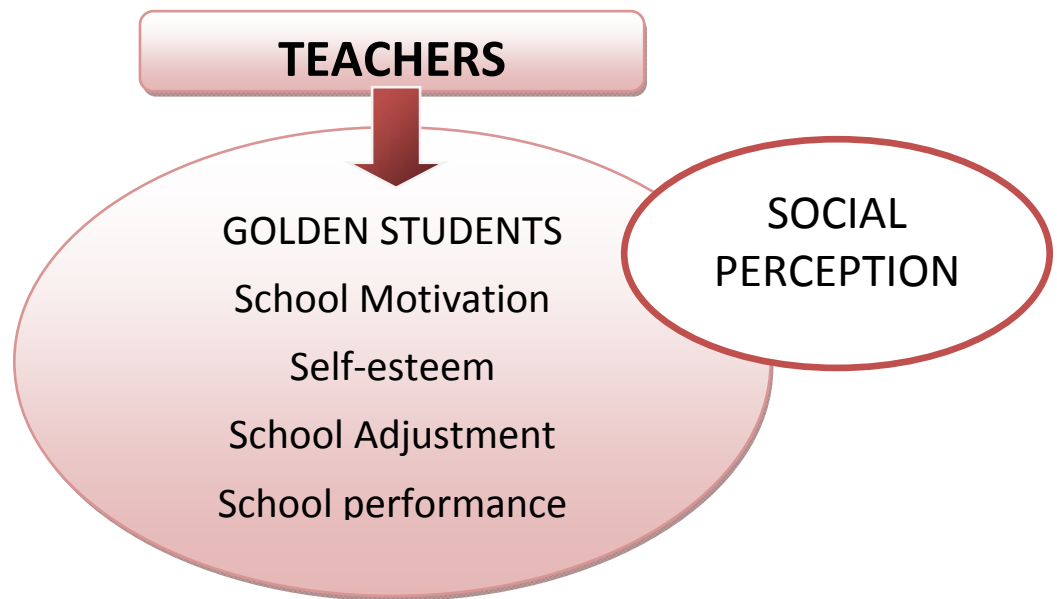 TEACHERS
GOLDEN STUDENTS
School Motivation
Self-esteem
School Adjustment
School performance
SOCIAL
PERCEPTION